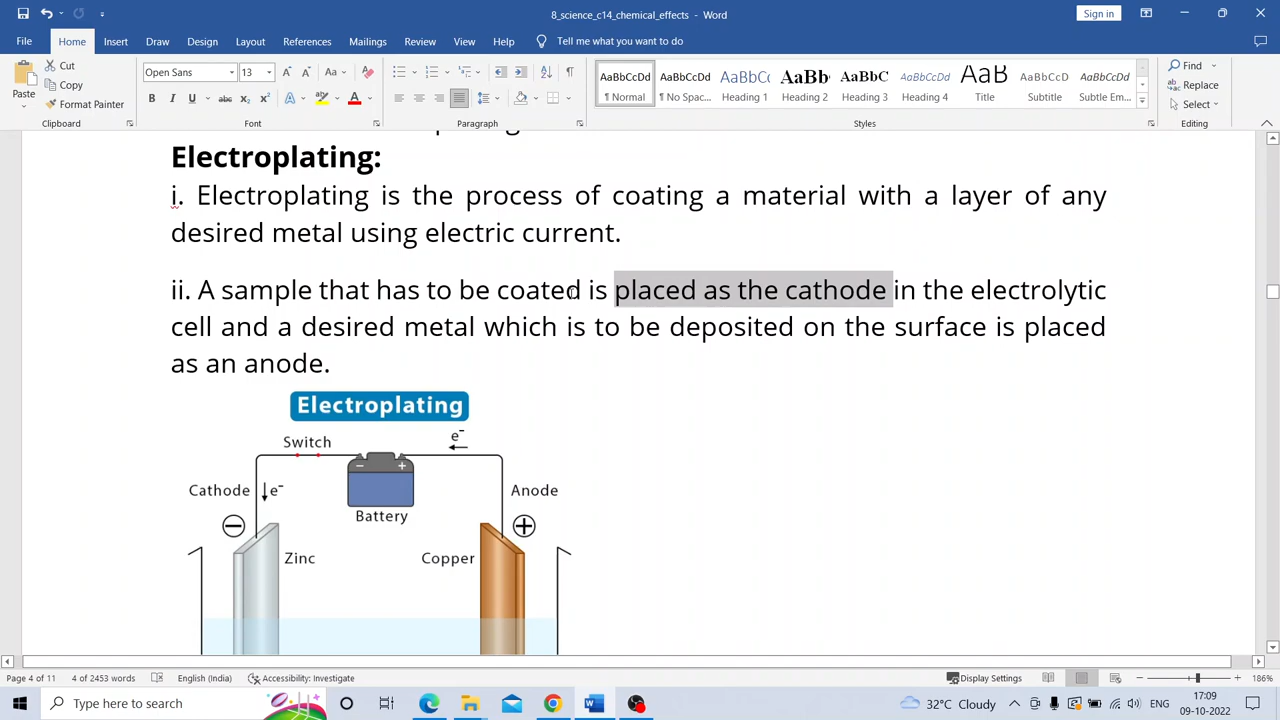 8_science_c14_chemical_effects - Word
Sign in
File Home Insert Draw Design Layout References Mailings Review View Help Tell me what you want to do
Paste
Cut
Copy
Format Painter
Clipboard
Open Sans 13
Font
Paragraph
AaBbCcDd AaBbCcDd AaBbCc AaBb AaBbC AaBbCcDd AaB AaBbCcD AaBbCcDd
¶ Normal ¶ No Spac... Heading 1 Heading 2 Heading 3 Heading 4 Title Subtitle Subtle Em...
Styles
Find
Replace
Select
Editing
Electroplating:
i. Electroplating is the process of coating a material with a layer of any
desired metal using electric current.
ii. A sample that has to be coated is placed as the cathode in the electrolytic
cell and a desired metal which is to be deposited on the surface is placed
as an anode.
Electroplating
Switch
e-
Cathode
e-
Battery
Anode
Zinc
Copper
Page 4 of 11 4 of 2453 words English (India) Accessibility: Investigate Display Settings 186%
Type here to search
32°C Cloudy ENG 17:09
09-10-2022